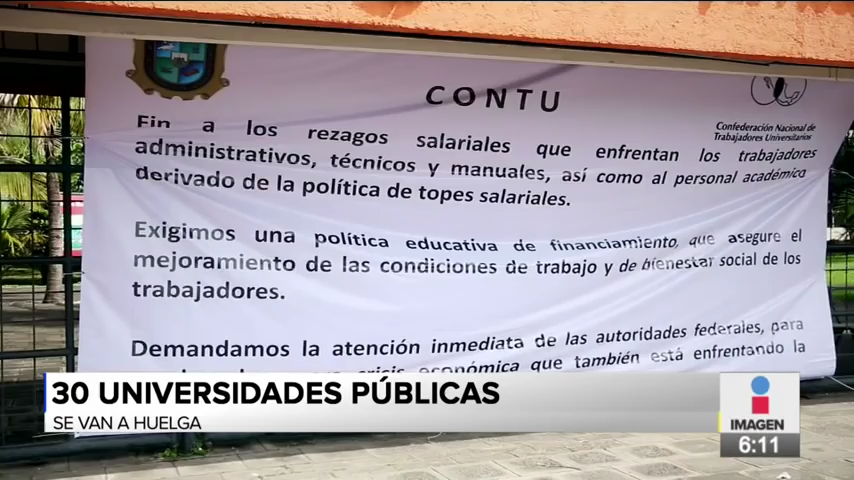 CONTU
Confederación Nacional de
Trabajadores Universitarios
Fin a los rezagos salariales que enfrentan los trabajadores
administrativos, técnicos y manuales, así como al personal académico
derivado de la política de topes salariales.
Exigimos una política educativa de financiamiento, que asegure el
mejoramiento de las condiciones de trabajo y de bienestar social de los
trabajadores.
Demandamos la atención inmediata de las autoridades federales, para
crisis económica que también está enfrentando la
30 UNIVERSIDADES PÚBLICAS
SE VAN A HUELGA
IMAGEN
6:11